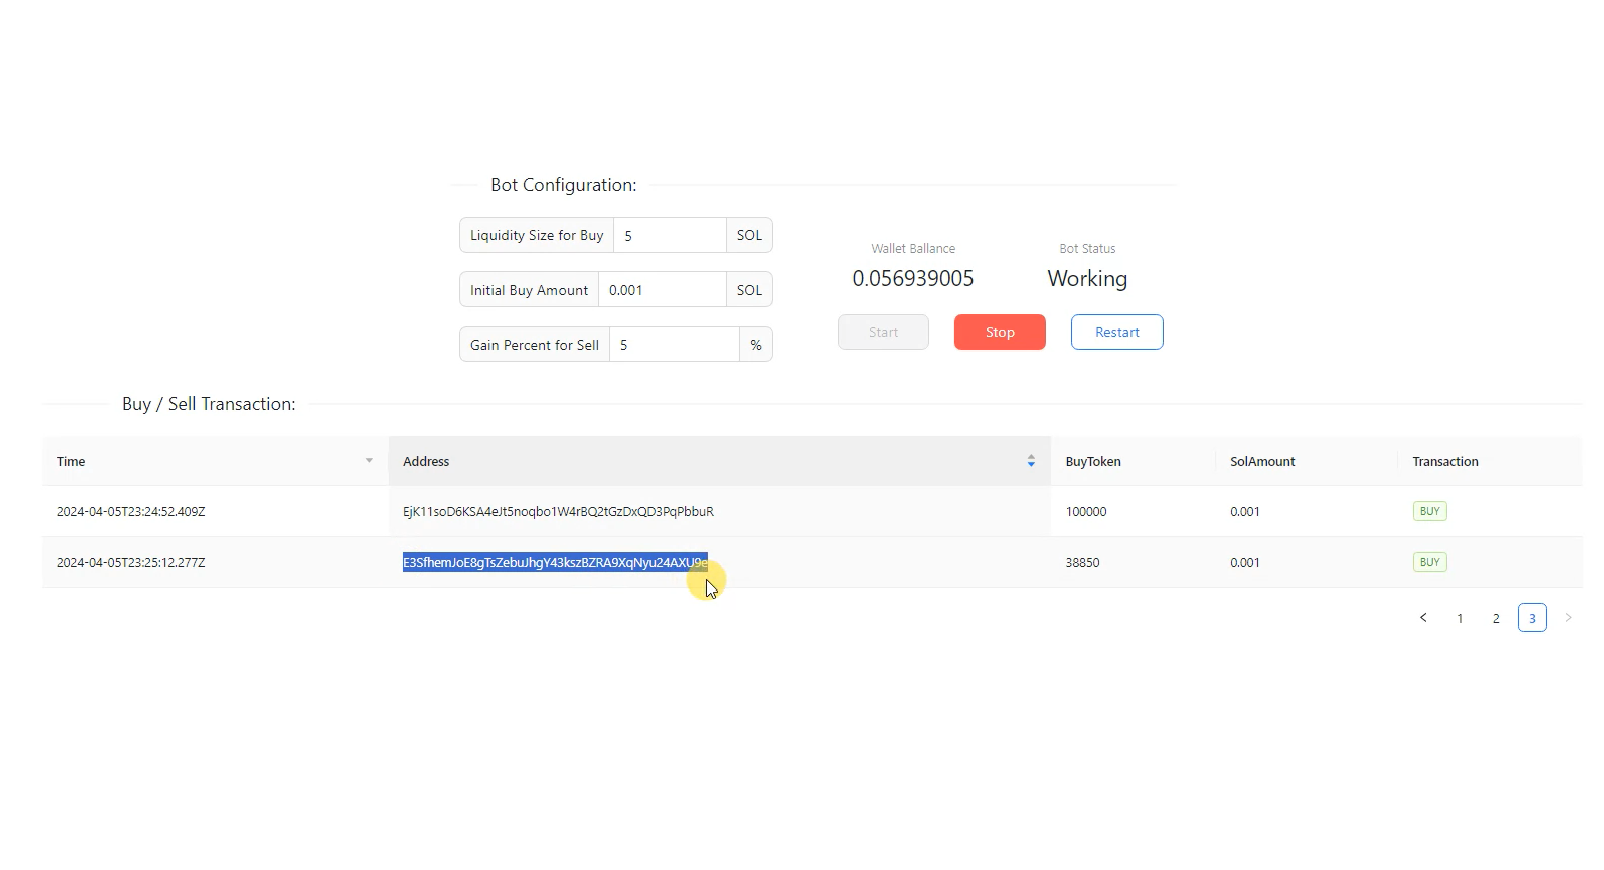 Bot Configuration:
Liquidity Size for Buy 5 SOL
Initial Buy Amount 0.001 SOL
Gain Percent for Sell 5 %
Wallet Ballance Bot Status
0.056939005 Working
Start Stop Restart
Buy / Sell Transaction:
Time Address BuyToken SolAmount Transaction
2024-04-05T23:24:52.409Z EjK11soD6KSA4eJt5noqbo1W4rBQ2tGzDxQD3PqPbbuR 100000 0.001 BUY
2024-04-05T23:25:12.277Z E3SfhemJoE8gTsZebuJhgY43kszBZRA9XqNyu24AXU9e 38850 0.001 BUY
< 1 2 3 >